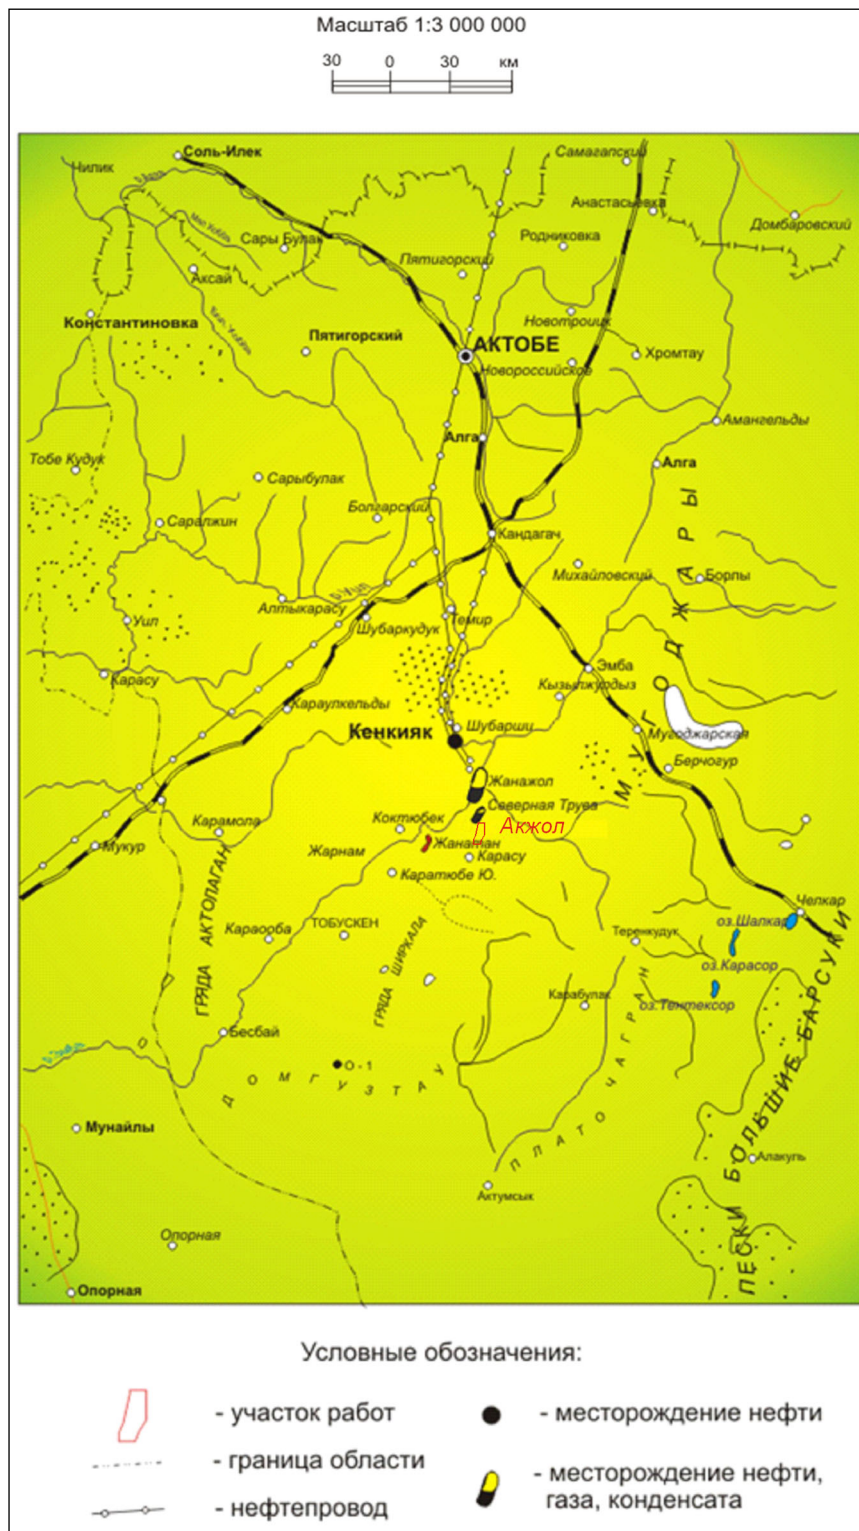 Масштаб 1:3 000 000
30 0 30 км
Соль-Илек
Самагапский
Чилик
Анастасьевка
Домбаровский
Сары Булак
Родниковка
Пятигорский
Аксай
Константиновка
Новотроицк
Пятигорский
АКТОБЕ
Хромтау
Новороссийское
Амангельды
Алга
Тобе Кудук
Алга
Сарыбулак
Болгарский
Саралжин
Кандагач
Михайловский
Борлы
р.Уил
Алтыкарасу
Темир
Шубаркудук
Уил
МУГОДЖАРЫ
Эмба
Карасу
Кызылжулдыз
Караулкельды
Шубарши
Кенкияк
Мугоджарская
Берчогур
Жанажол
Северная Трува
Коктюбек
Акжол
Карамола
Мукур
Жарнам
Жанатан
Карасу
Каратюбе Ю.
ГРЯДА АКТОЛАГАН
Челкар
оз.Шалкар
ТОБУСКЕН
Караооба
Теренкудук
ГРЯДА ШИРКАЛА
оз.Карасор
Карабулак
оз.Тентексор
Бесбай
О - 1
ДОМГУЗТАУ
ПЛАТО ЧАГРАН
ПЕСКИ БОЛЬШИЕ БАРСУКИ
Мунайлы
Алакуль
Актумсык
Опорная
Опорная
Условные обозначения:
- участок работ
- месторождение нефти
- граница области
- месторождение нефти,
газа, конденсата
- нефтепровод